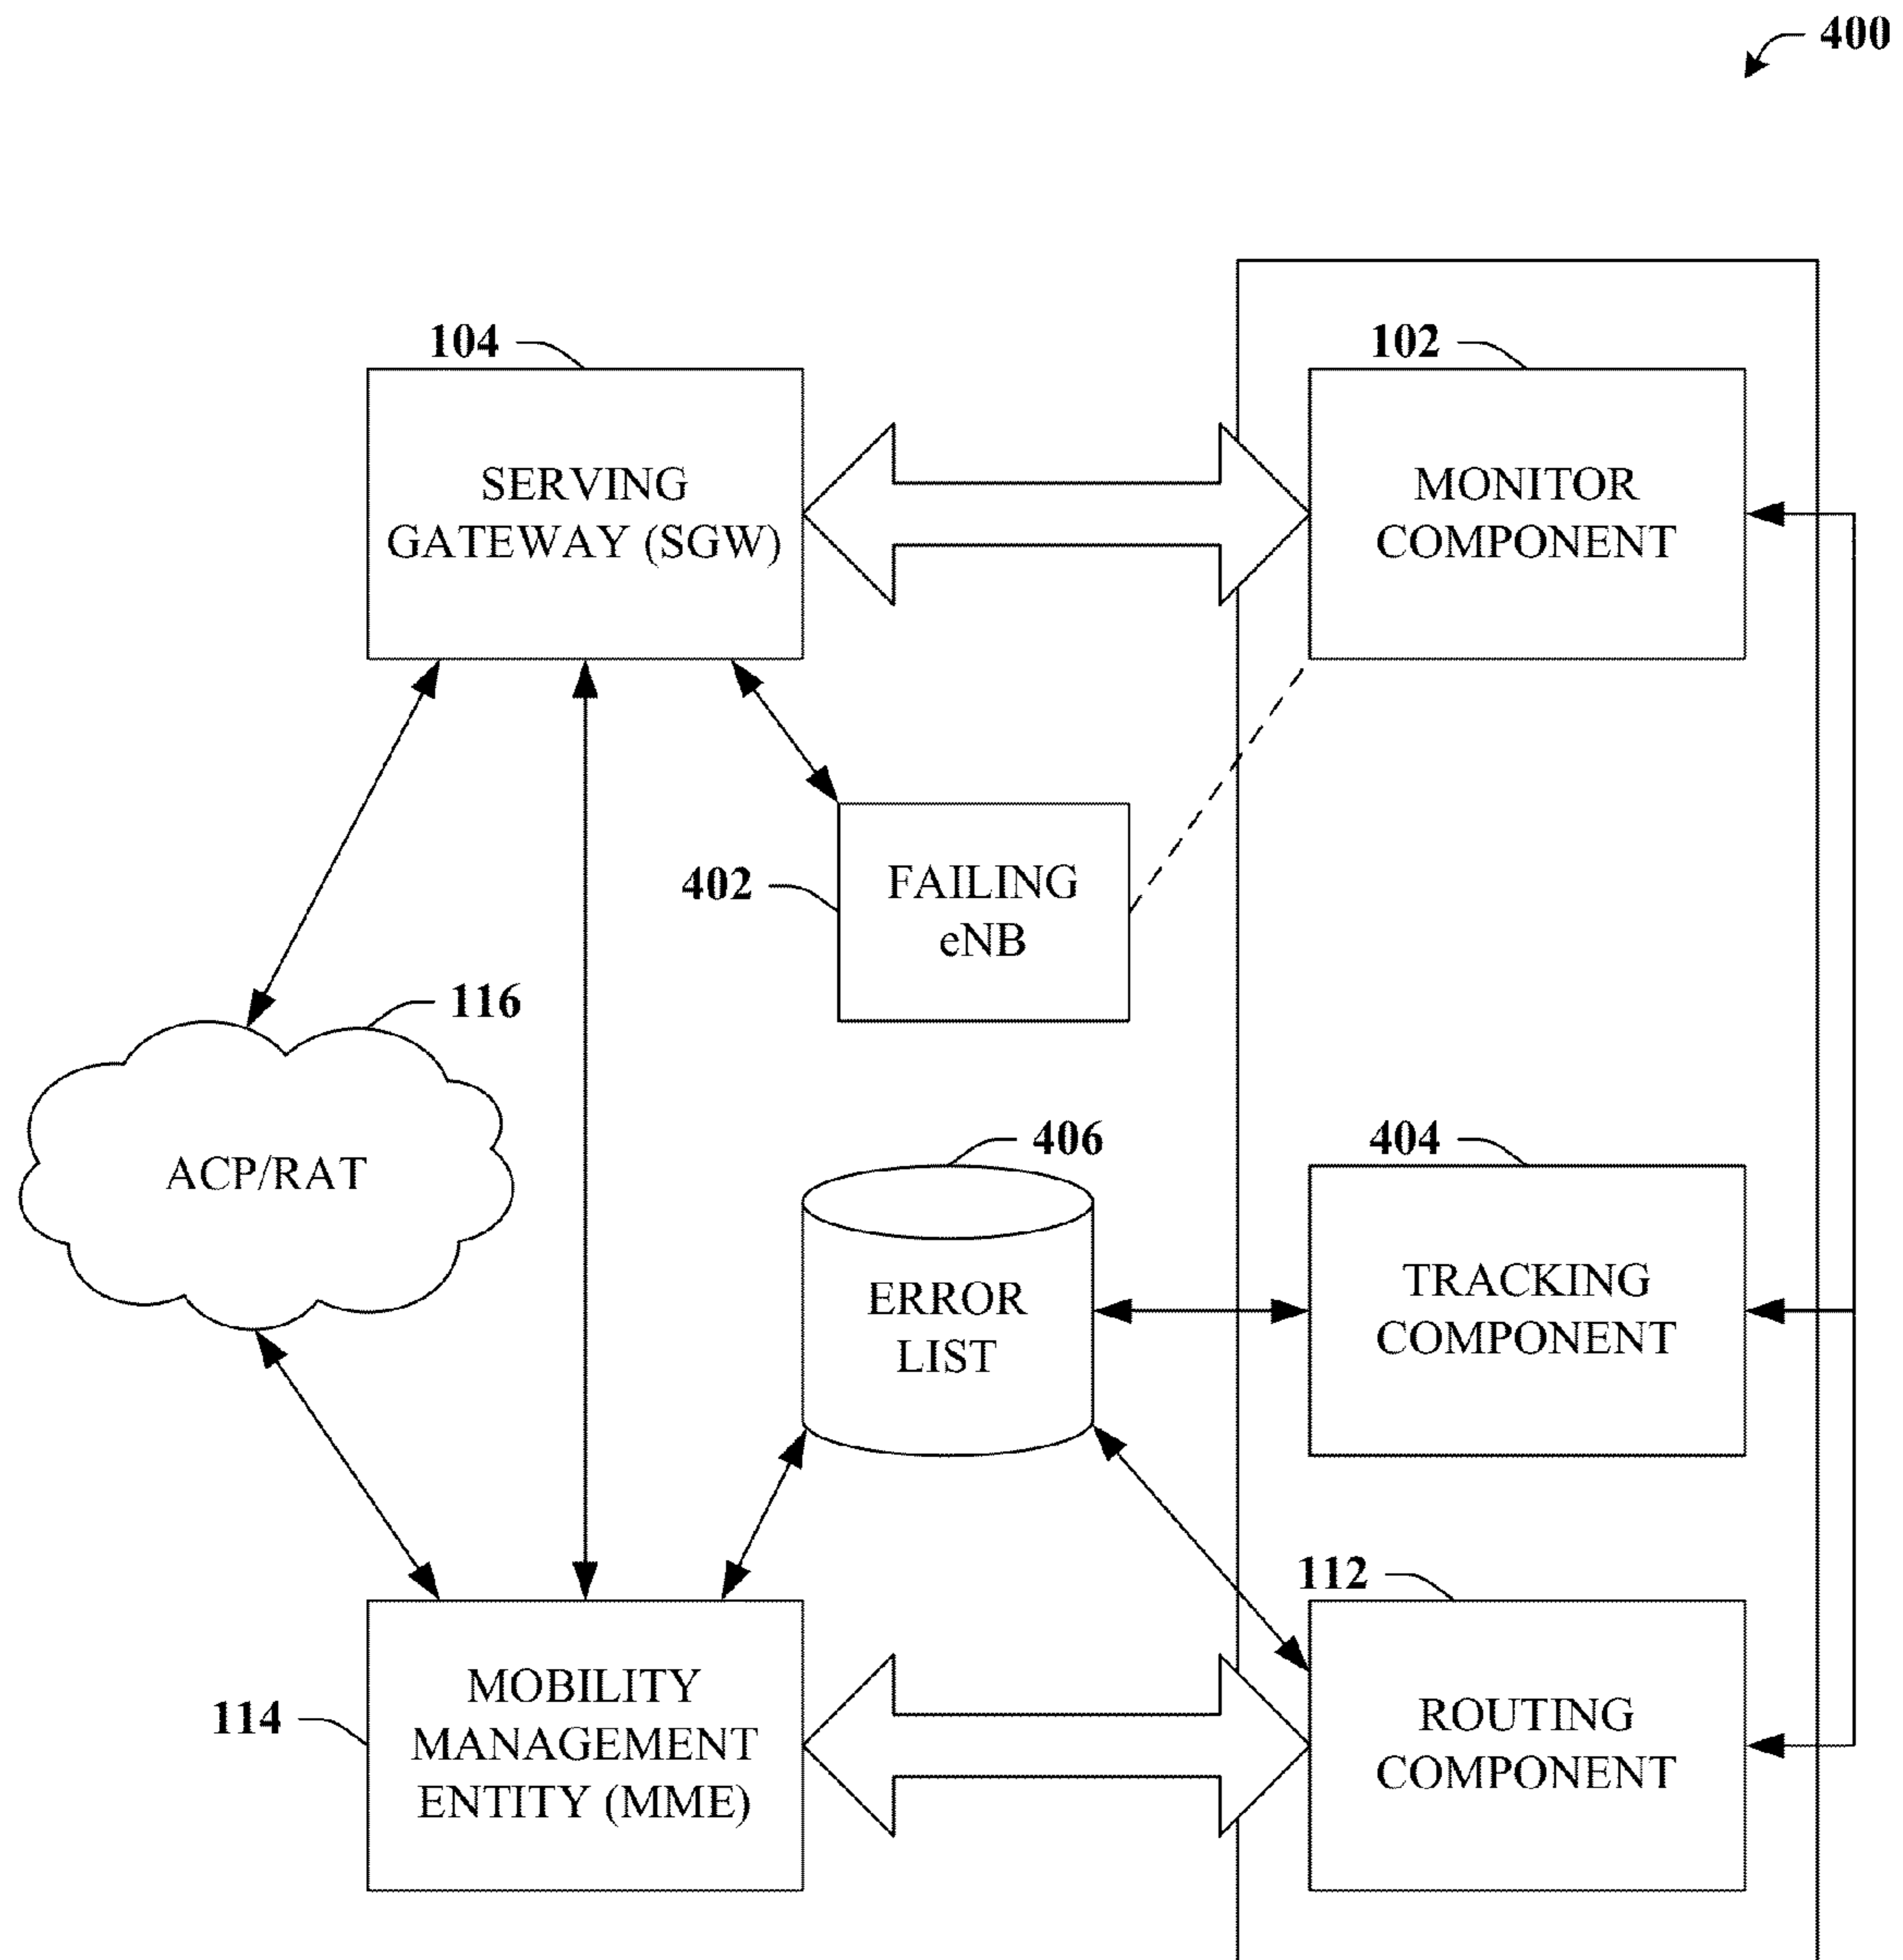 400
104
102
SERVING
GATEWAY (SGW)
MONITOR
COMPONENT
402
FAILING
eNB
116
ACP/RAT
406
404
ERROR
LIST
TRACKING
COMPONENT
112
114
MOBILITY
MANAGEMENT
ENTITY (MME)
ROUTING
COMPONENT